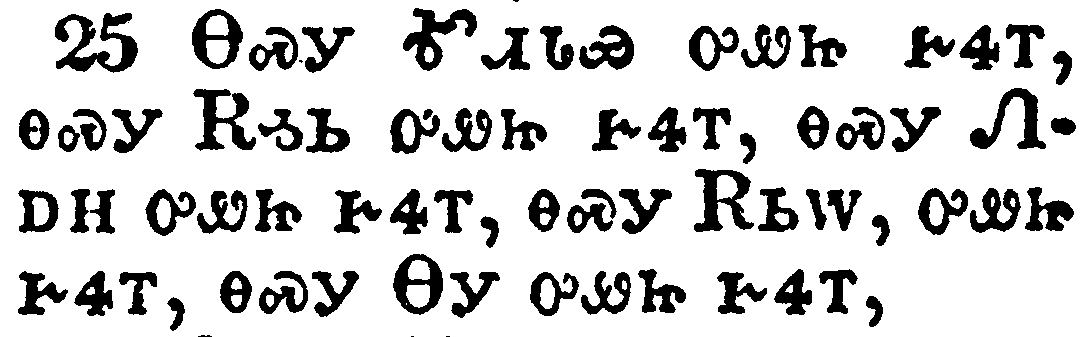 25 ᎾᏍᎩ ᎹᏗᏓᏯ ᎤᏪᏥ ᎨᏎᎢ,
ᎾᏍᎩ ᎡᎼᏏ ᎤᏪᏥ ᎨᏎᎢ, ᎾᏍᎩ Ꮑ-
ᎠᎻ ᎤᏪᏥ ᎨᏎᎢ, ᎾᏍᎩ ᎡᏏᎳ, ᎤᏪᏥ
ᎨᏎᎢ, ᎾᏍᎩ ᎾᎩ ᎤᏪᏥ ᎨᏎᎢ,